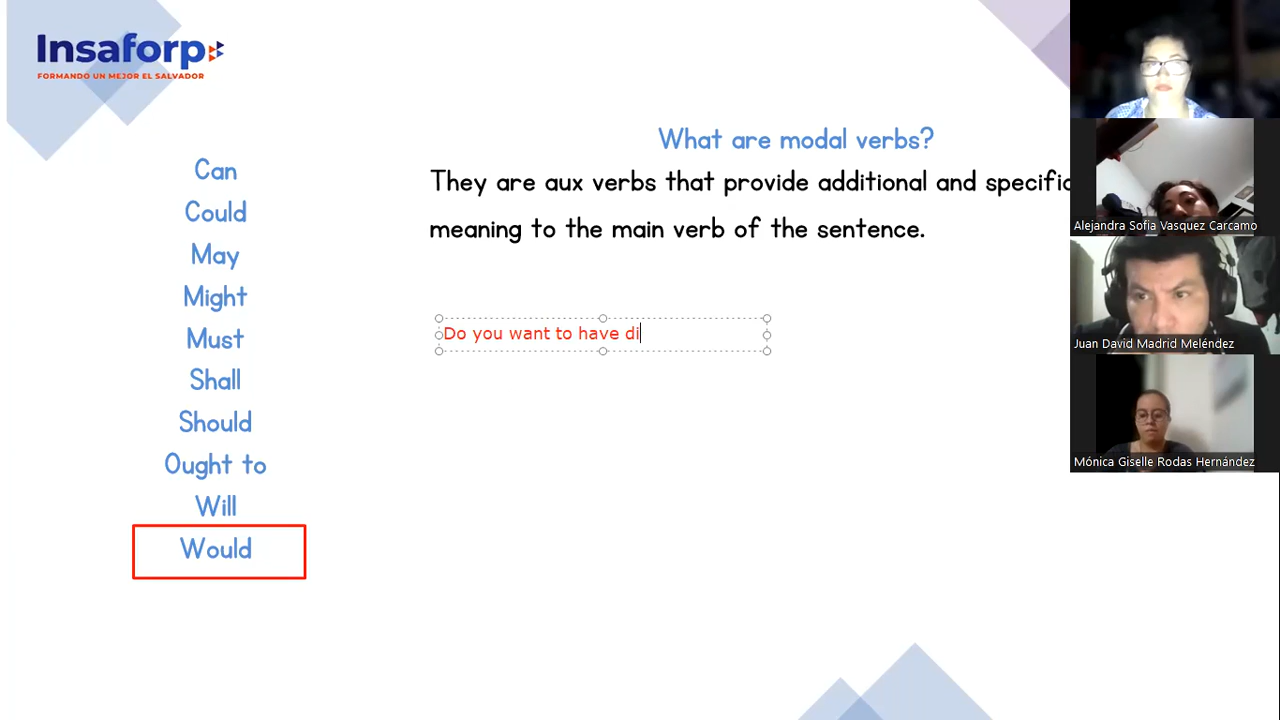 Insaforp
FORMANDO UN MEJOR EL SALVADOR
Can
Could
May
Might
Must
Shall
Should
Ought to
Will
Would
What are modal verbs?
They are aux verbs that provide additional and specific
meaning to the main verb of the sentence.
Do you want to have di
Alejandra Sofia Vasquez Carcamo
Juan David Madrid Meléndez
Mónica Giselle Rodas Hernández